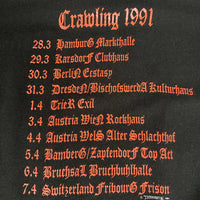 Crawling 1991
28.3 HamburG Markthalle
29.3 KarsdorF Clubhaus
30.3 BerliN Ecstasy
31.3 DresdeN/BischofswerdA Kulturhaus
1.4 TrieR Exil
3.4 Austria WieN Rockhaus
4.4 Austria WelS Alter Schlachthof
5.4 BamberG/ZapfendorF Top Act
6.4 BruchsaL Bruchbuhlhalle
7.4 Switzerland FribourG Frison